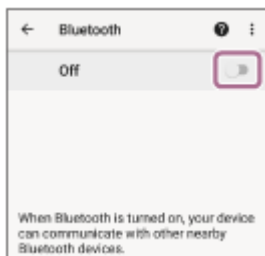 Bluetooth
Off
When Bluetooth is turned on, your device
can communicate with other nearby
Bluetooth devices.